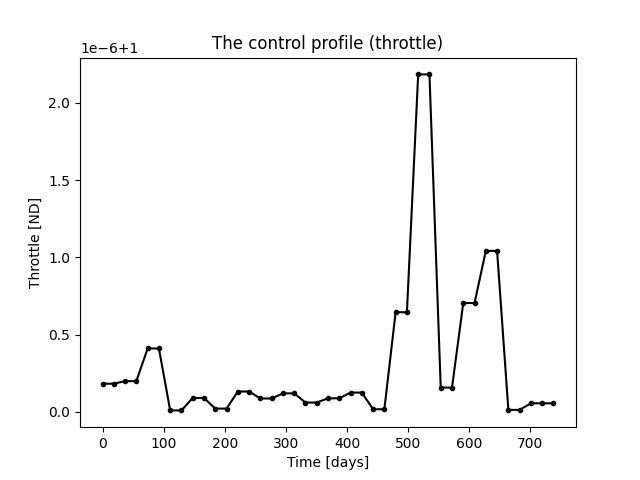 The control profile (throttle)
1e−6+1
2.0
1.5
1.0
0.5
0.0
Throttle [ND]
0 100 200 300 400 500 600 700
Time [days]